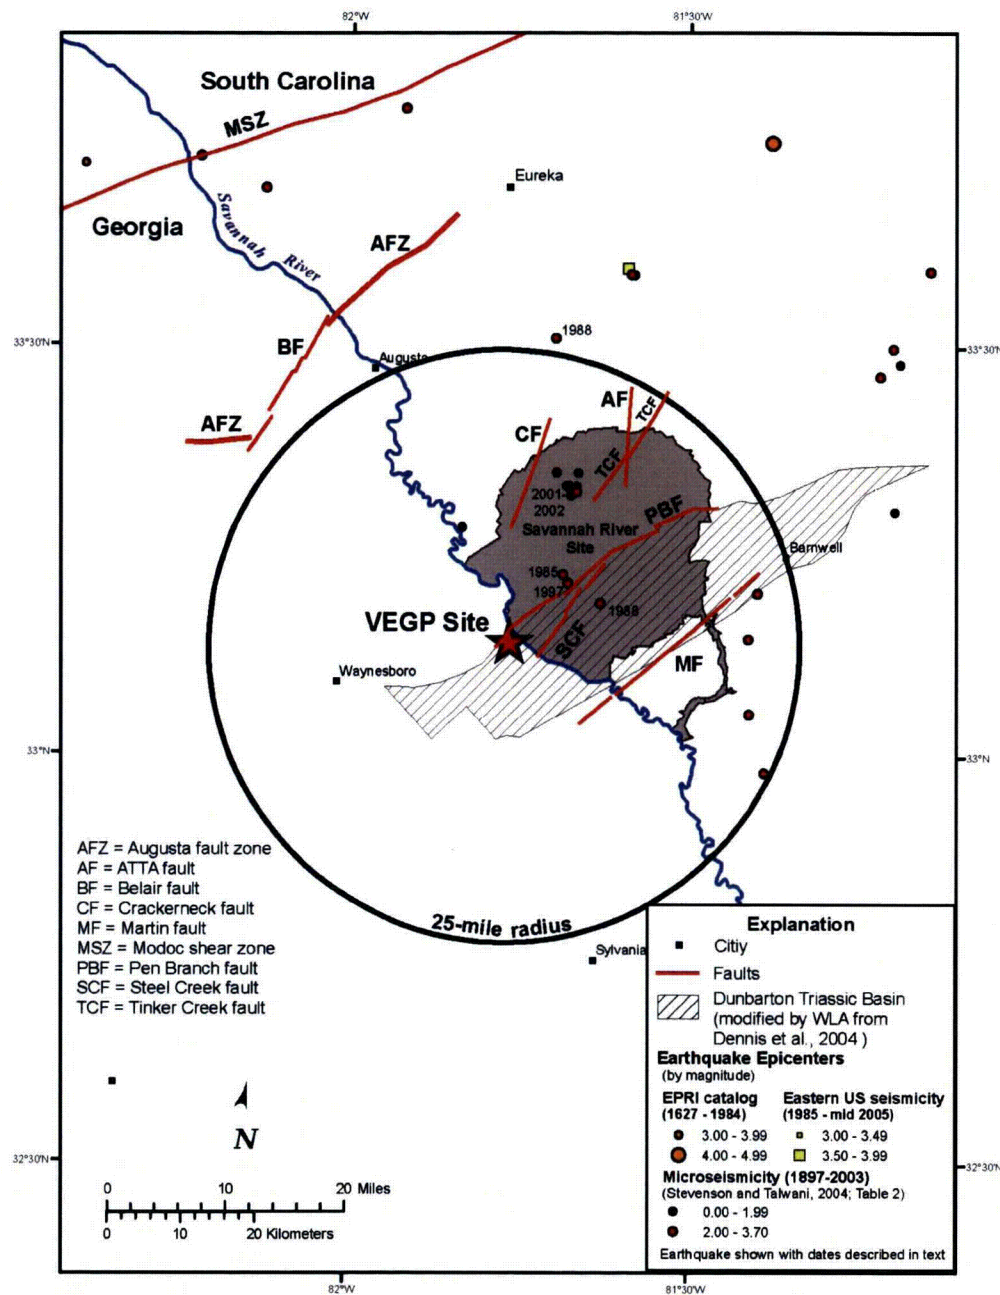 82°W
81°30'W
South Carolina
MSZ
Eureka
Georgia
Savannah River
AFZ
1988
33°30'N
33°30'N
BF
Augusta
AFZ
AF
TCF
CF
TCF
2001-
2002
PBF
Savannah River
Site
Barnwell
1985
1997
1988
VEGP Site
SCF
MF
Waynesboro
33°N
33°N
AFZ = Augusta fault zone
AF = ATTA fault
BF = Belair fault
CF = Crackerneck fault
MF = Martin fault
MSZ = Modoc shear zone
PBF = Pen Branch fault
SCF = Steel Creek fault
TCF = Tinker Creek fault
25-mile radius
Sylvania
Explanation
Citiy
Faults
Dunbarton Triassic Basin
(modified by WLA from
Dennis et al., 2004 )
Earthquake Epicenters
(by magnitude)
EPRI catalog
(1627 - 1984)
Eastern US seismicity
(1985 - mid 2005)
3.00 - 3.99
3.00 - 3.49
4.00 - 4.99
3.50 - 3.99
Microseismicity (1897-2003)
(Stevenson and Talwani, 2004; Table 2)
0.00 - 1.99
2.00 - 3.70
Earthquake shown with dates described in text
N
32°30'N
32°30'N
0 10 20 Miles
0 10 20 Kilometers
82°W
81°30'W